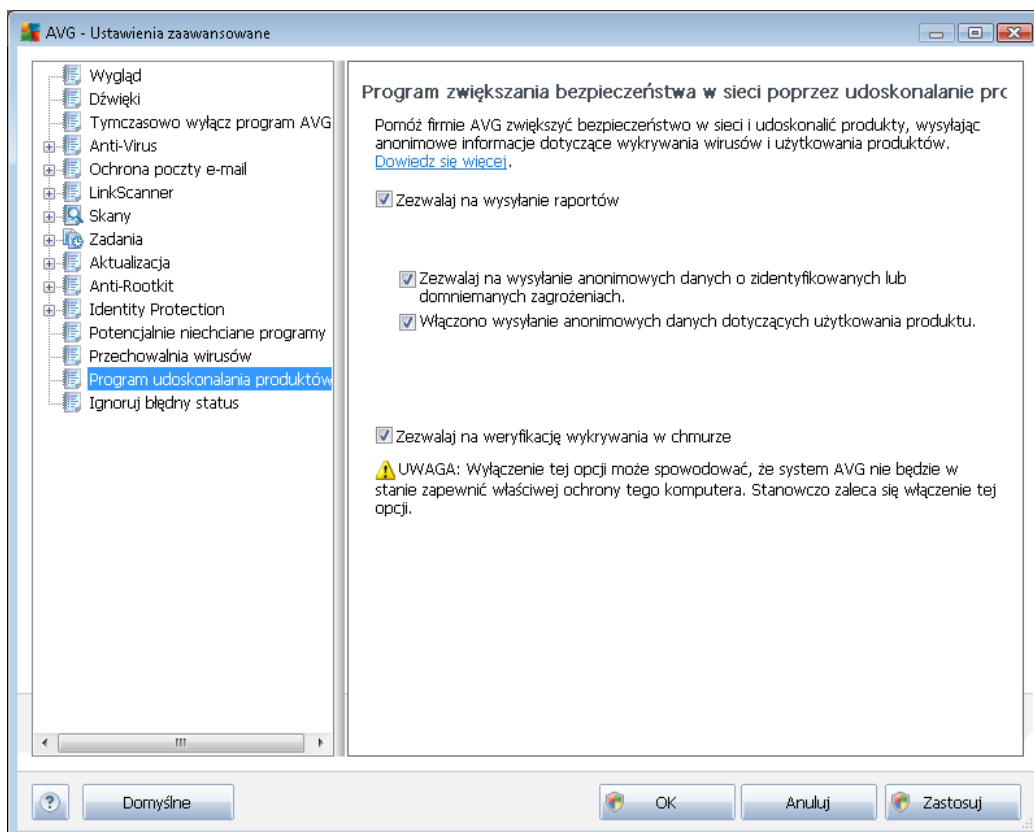 AVG - Ustawienia zaawansowane
Wygląd
Dźwięki
Tymczasowo wyłącz program AVG
Anti-Virus
Ochrona poczty e-mail
LinkScanner
Skany
Zadania
Aktualizacja
Anti-Rootkit
Identity Protection
Potencjalnie niechciane programy
Przechowalnia wirusów
Program udoskonalania produktów
Ignoruj błędny status
Program zwiększania bezpieczeństwa w sieci poprzez udoskonalanie prc
Pomóż firmie AVG zwiększyć bezpieczeństwo w sieci i udoskonalić produkty, wysyłając
anonimowe informacje dotyczące wykrywania wirusów i użytkowania produktów.
Dowiedz się więcej.
Zezwalaj na wysyłanie raportów
Zezwalaj na wysyłanie anonimowych danych o zidentyfikowanych lub
domniemanych zagrożeniach.
Włączono wysyłanie anonimowych danych dotyczących użytkowania produktu.
Zezwalaj na weryfikację wykrywania w chmurze
UWAGA: Wyłączenie tej opcji może spowodować, że system AVG nie będzie w
stanie zapewnić właściwej ochrony tego komputera. Stanowczo zaleca się włączenie tej
opcji.
? Domyślne OK Anuluj Zastosuj